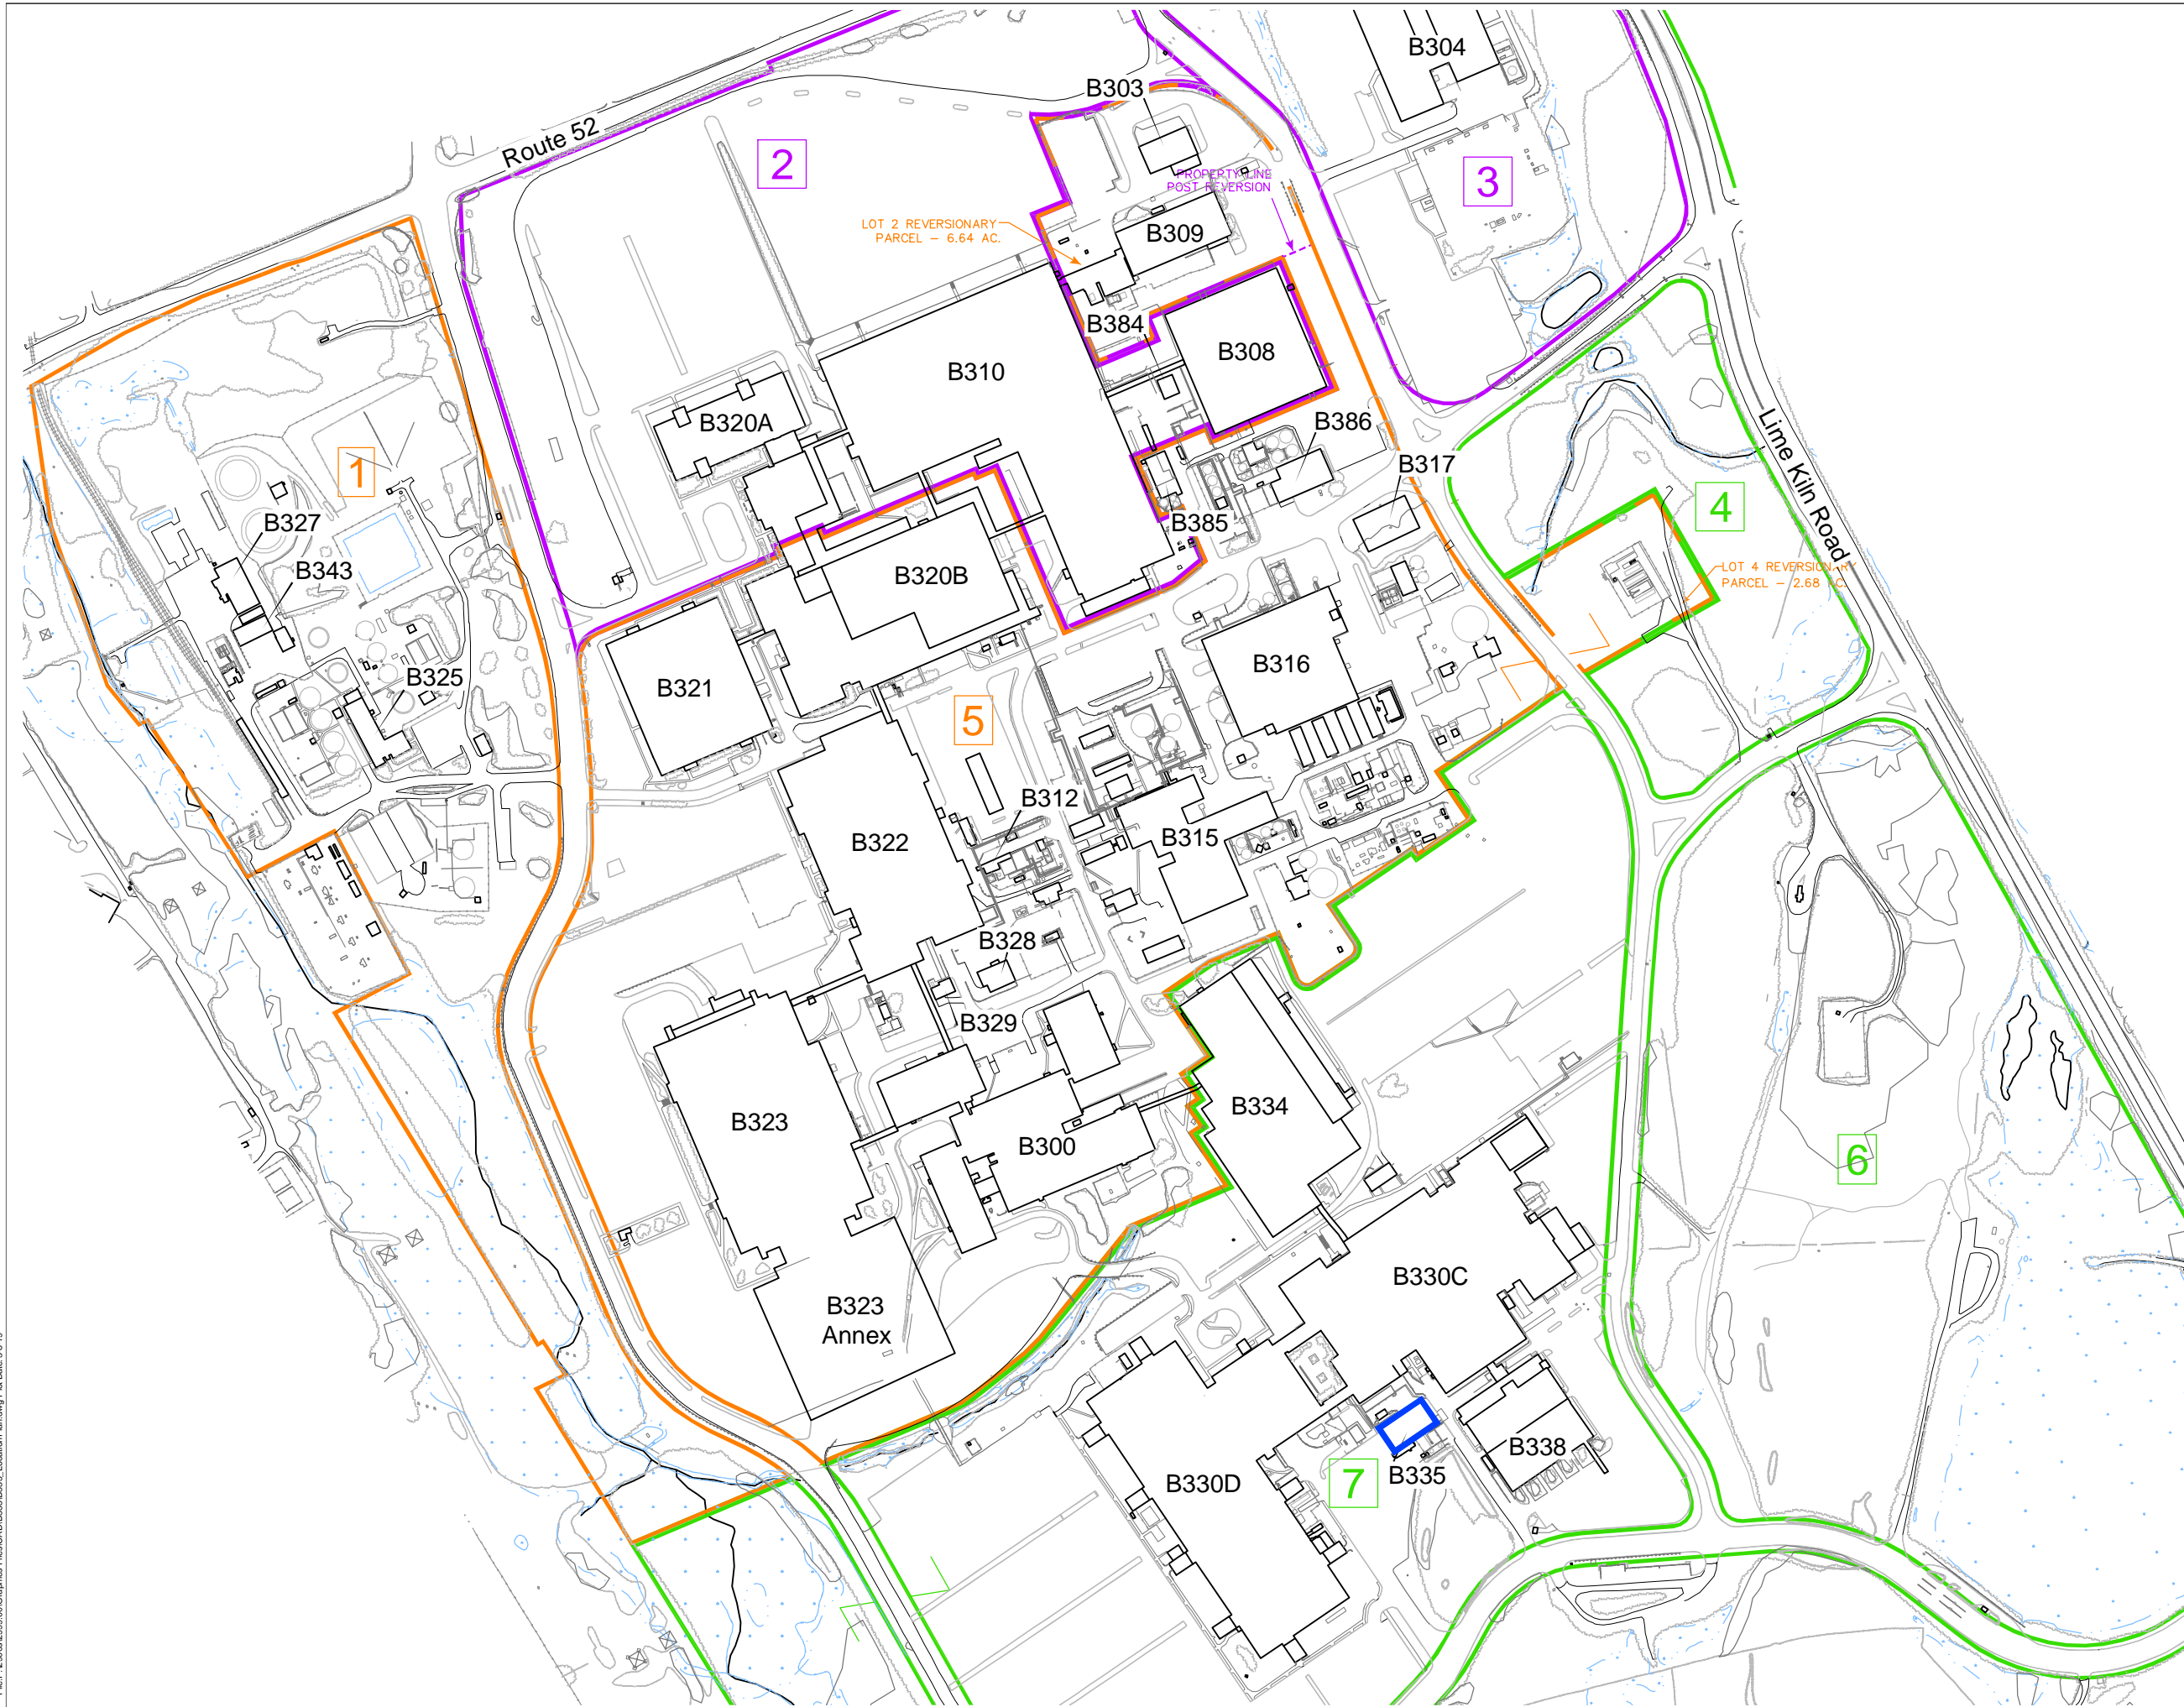 B304
B303
Route 52
2
3
PROPERTY LINE
POST REVERSION
LOT 2 REVERSIONARY
PARCEL – 6.64 AC.
B309
B384
B308
B310
B320A
B386
B317
Lime Kiln Road
1
4
B327
B385
B343
B320B
LOT 4 REVERSIONARY
PARCEL – 2.68 AC.
B316
B325
B321
5
B312
B315
B322
B328
B329
B334
B323
B300
6
B330C
B323
Annex
B338
B335
7
B330D